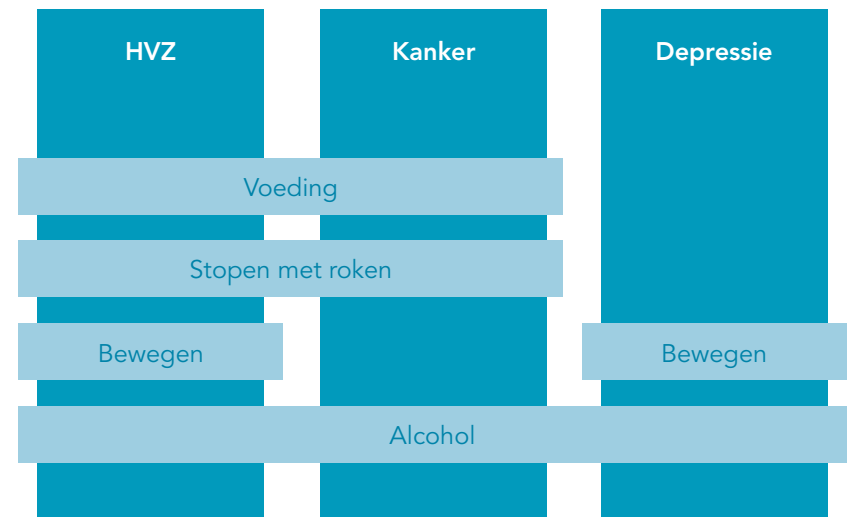 HVZ
Kanker
Depressie
Voeding
Stopen met roken
Bewegen
Bewegen
Alcohol